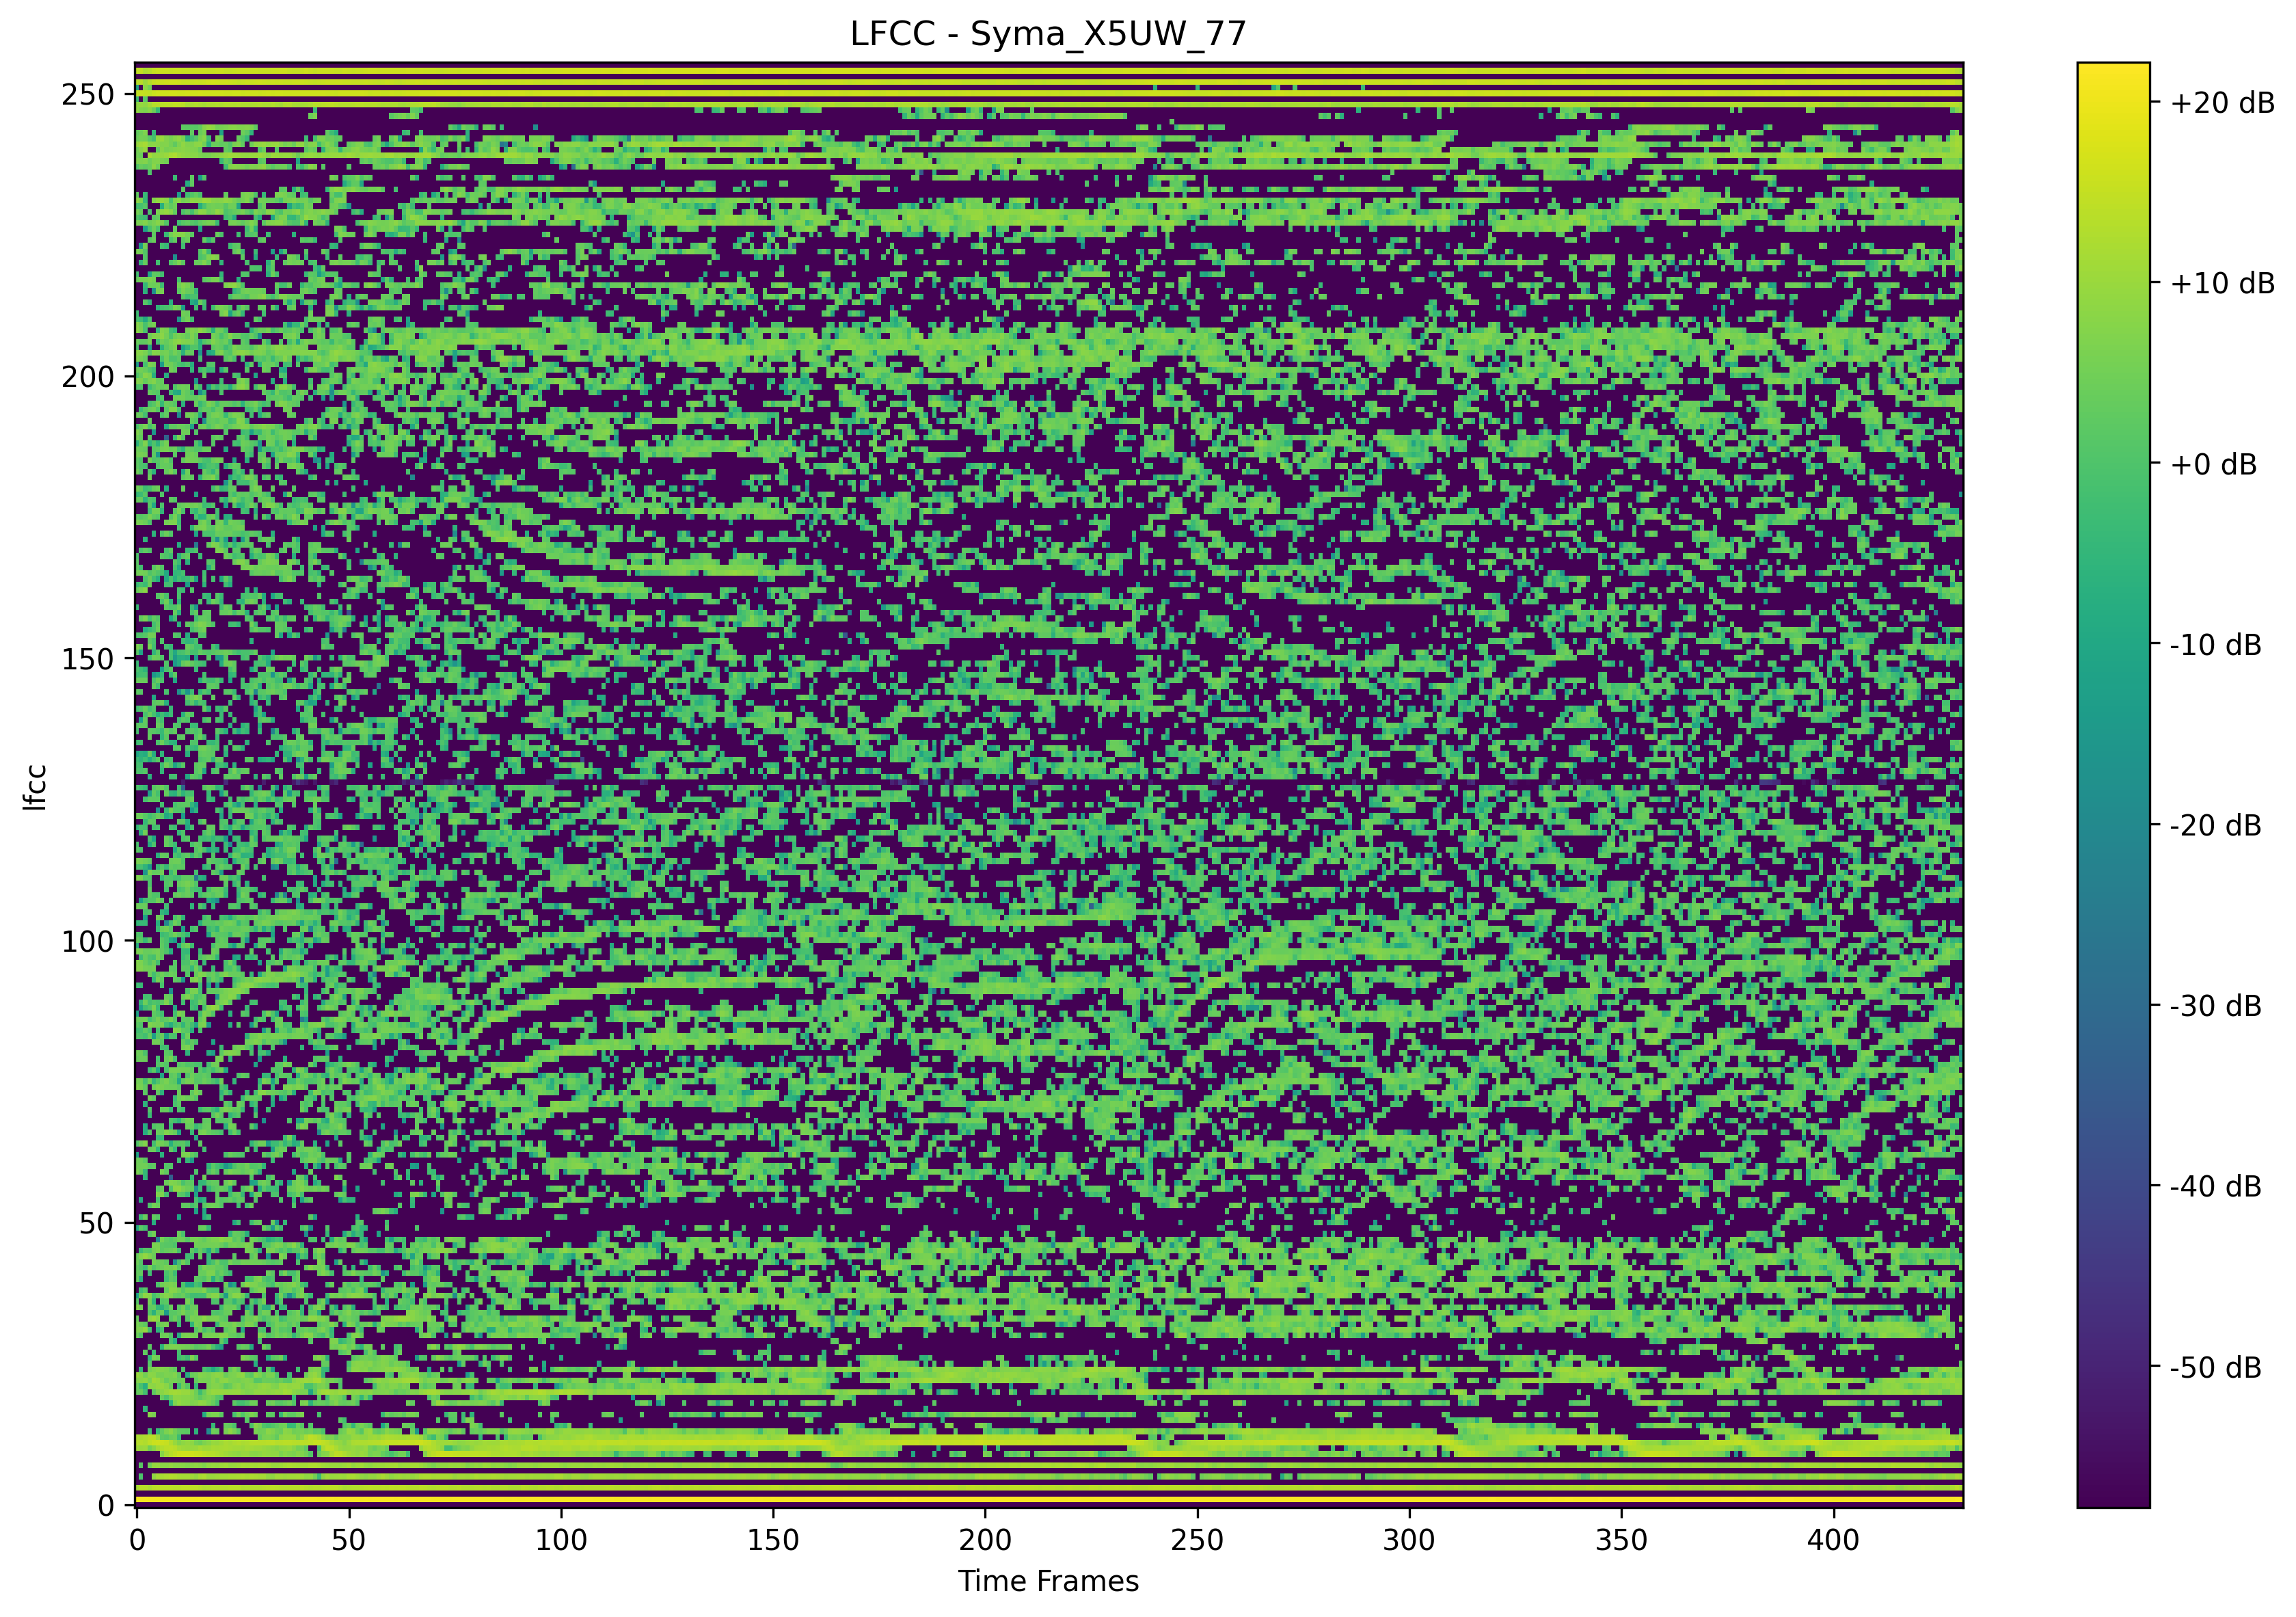 LFCC - Syma_X5UW_77
250
200
150
100
50
0
lfcc
0 50 100 150 200 250 300 350 400
Time Frames
+20 dB
+10 dB
+0 dB
-10 dB
-20 dB
-30 dB
-40 dB
-50 dB